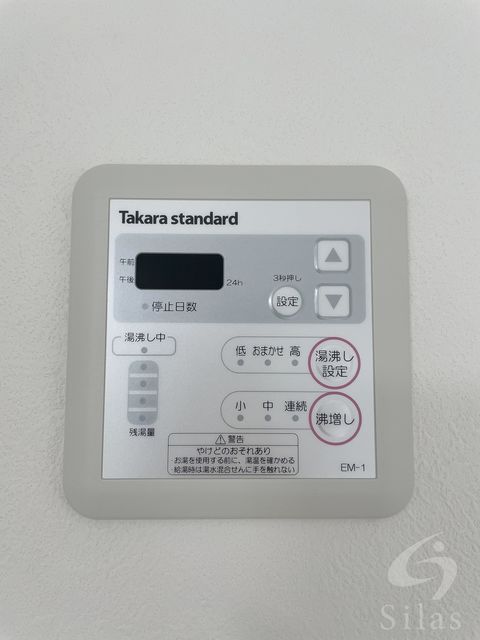 Takara standard
午前
午後
24h
3秒押し
設定
停止日数
湯沸し中
低 おまかせ 高
湯沸し
設定
小 中 連続
沸増し
残湯量
警告
やけどのおそれあり
・お湯を使用する前に、湯温を確かめる
・給湯時は湯水混合せんに手を触れない
EM-1
Silas